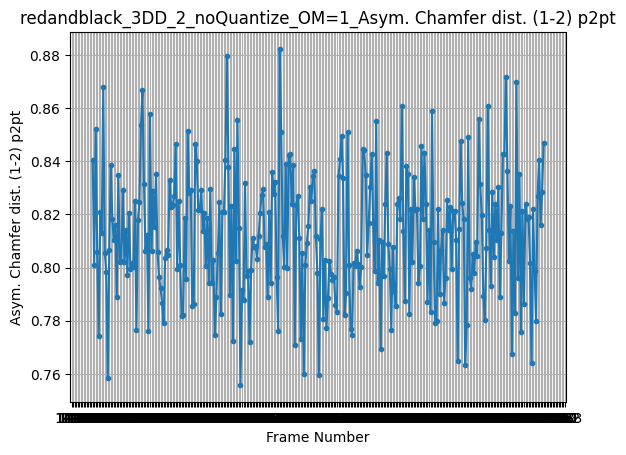 redandblack_3DD_2_noQuantize_OM=1_Asym. Chamfer dist. (1-2) p2pt
Asym. Chamfer dist. (1-2) p2pt
0.88
0.86
0.84
0.82
0.80
0.78
0.76
Frame Number